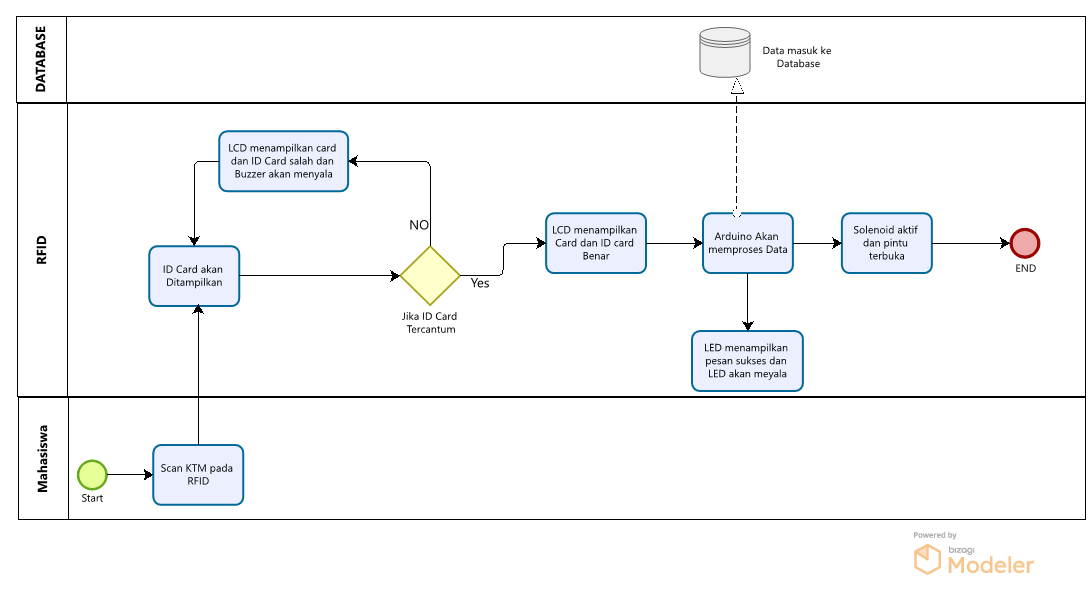 DATABASE
Data masuk ke
Database
RFID
LCD menampilkan card
dan ID Card salah dan
Buzzer akan menyala
NO
ID Card akan
Ditampilkan
Yes
Jika ID Card
Tercantum
LCD menampilkan
Card dan ID card
Benar
Arduino Akan
memproses Data
Solenoid aktif
dan pintu
terbuka
END
LED menampilkan
pesan sukses dan
LED akan meyala
Mahasiswa
Start
Scan KTM pada
RFID
Powered by
bizagi
Modeler